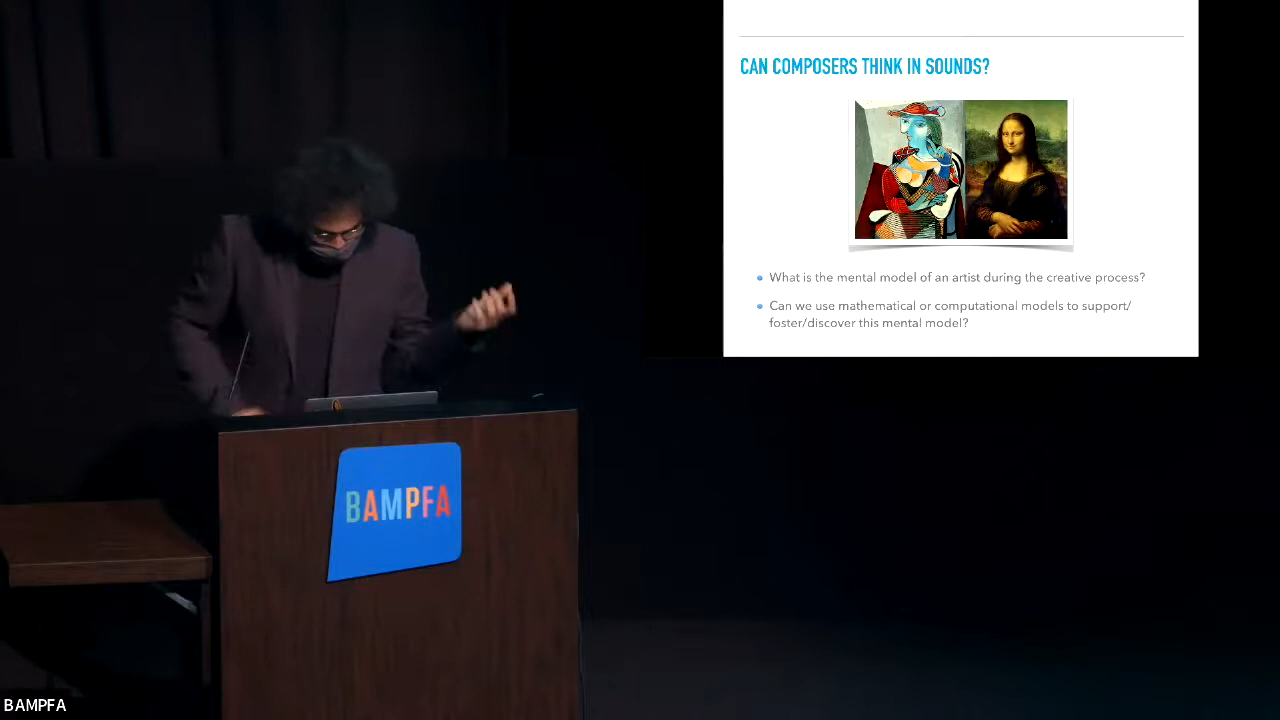 CAN COMPOSERS THINK IN SOUNDS?
What is the mental model of an artist during the creative process?
Can we use mathematical or computational models to support/
foster/discover this mental model?
BAMPFA
BAMPFA